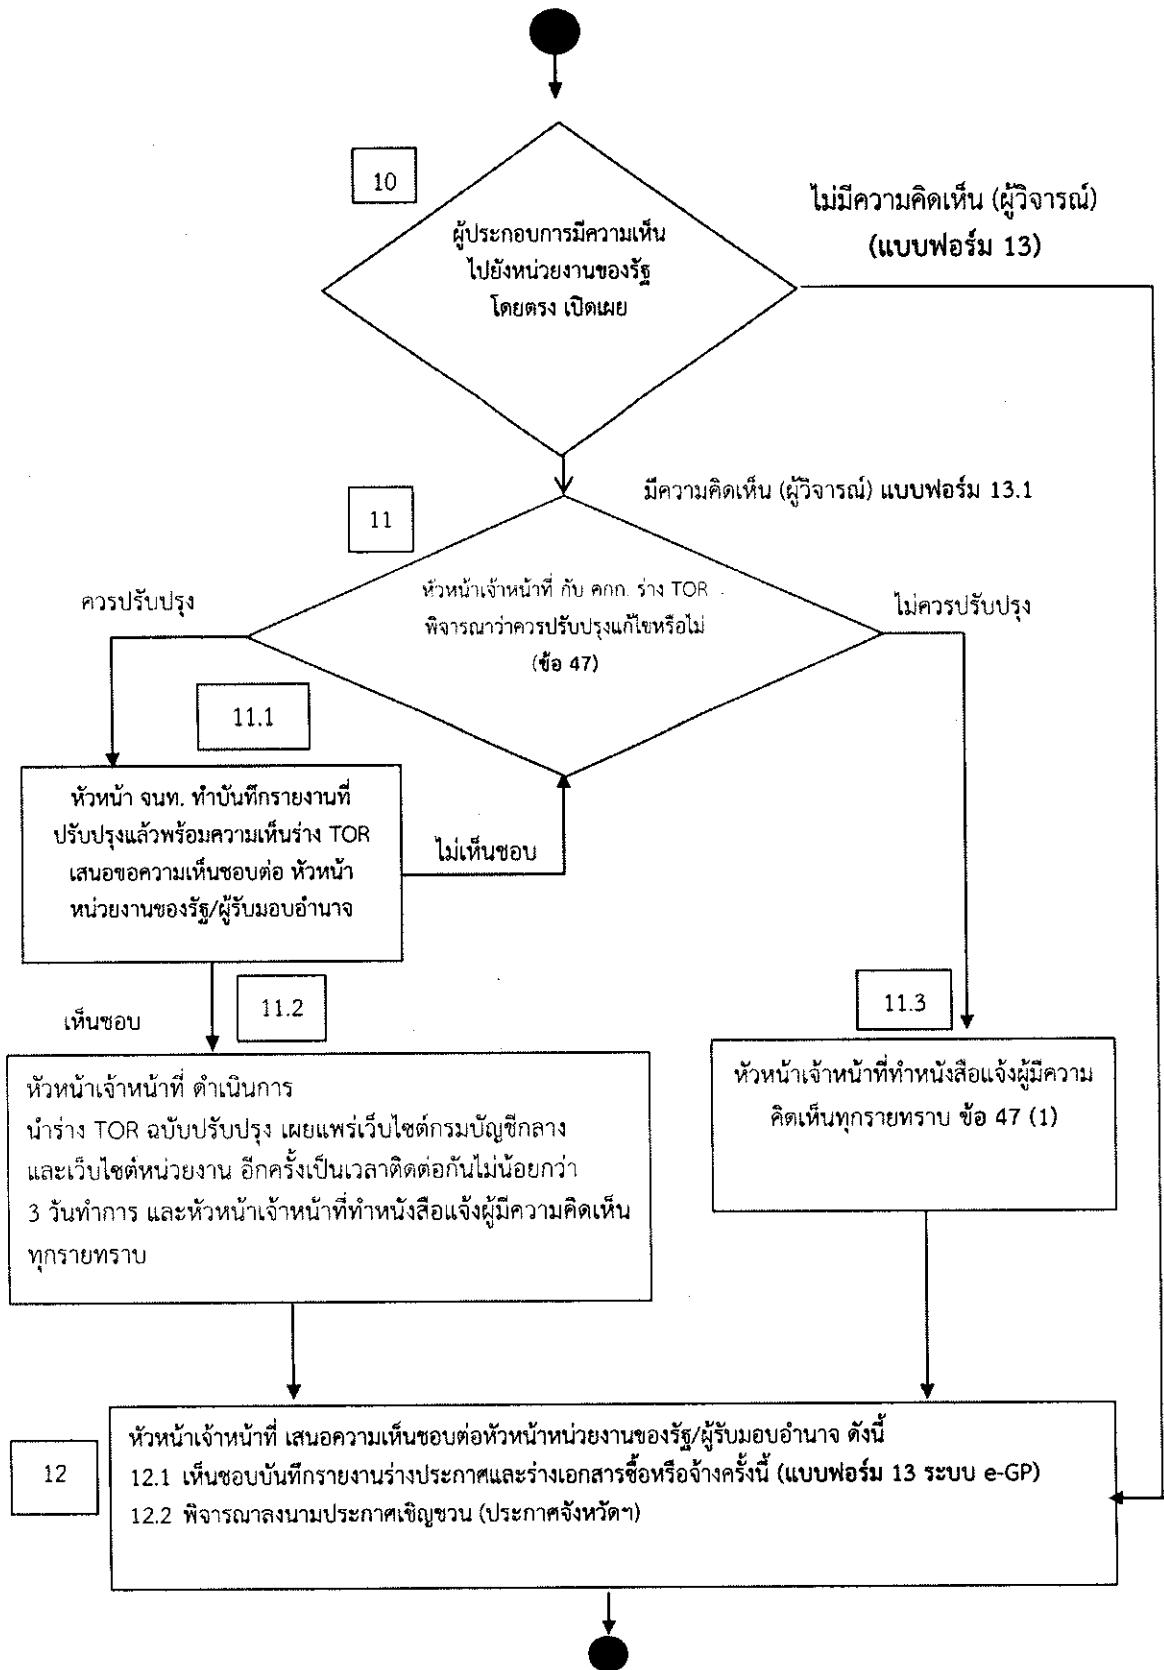 10
ผู้ประกอบการมีความเห็น
ไปยังหน่วยงานของรัฐ
โดยตรง เปิดเผย
ไม่มีความคิดเห็น (ผู้วิจารณ์)
(แบบฟอร์ม 13)
มีความคิดเห็น (ผู้วิจารณ์) แบบฟอร์ม 13.1
11
หัวหน้าเจ้าหน้าที่ กับ คกก. ร่าง TOR
พิจารณาว่าควรปรับปรุงแก้ไขหรือไม่
(ข้อ 47)
ควรปรับปรุง
ไม่ควรปรับปรุง
11.1
หัวหน้า จนท. ทำบันทึกรายงานที่
ปรับปรุงแล้วพร้อมความเห็นร่าง TOR
เสนอขอความเห็นชอบต่อ หัวหน้า
หน่วยงานของรัฐ/ผู้รับมอบอำนาจ
ไม่เห็นชอบ
เห็นชอบ
11.2
หัวหน้าเจ้าหน้าที่ ดำเนินการ
นำร่าง TOR ฉบับปรับปรุง เผยแพร่เว็บไซต์กรมบัญชีกลาง
และเว็บไซต์หน่วยงาน อีกครั้งเป็นเวลาติดต่อกันไม่น้อยกว่า
3 วันทำการ และหัวหน้าเจ้าหน้าที่ทำหนังสือแจ้งผู้มีความคิดเห็น
ทุกรายทราบ
11.3
หัวหน้าเจ้าหน้าที่ทำหนังสือแจ้งผู้มีความ
คิดเห็นทุกรายทราบ ข้อ 47 (1)
12
หัวหน้าเจ้าหน้าที่ เสนอความเห็นชอบต่อหัวหน้าหน่วยงานของรัฐ/ผู้รับมอบอำนาจ ดังนี้
12.1 เห็นชอบบันทึกรายงานร่างประกาศและร่างเอกสารซื้อหรือจ้างครั้งนี้ (แบบฟอร์ม 13 ระบบ e-GP)
12.2 พิจารณาลงนามประกาศเชิญชวน (ประกาศจังหวัดฯ)